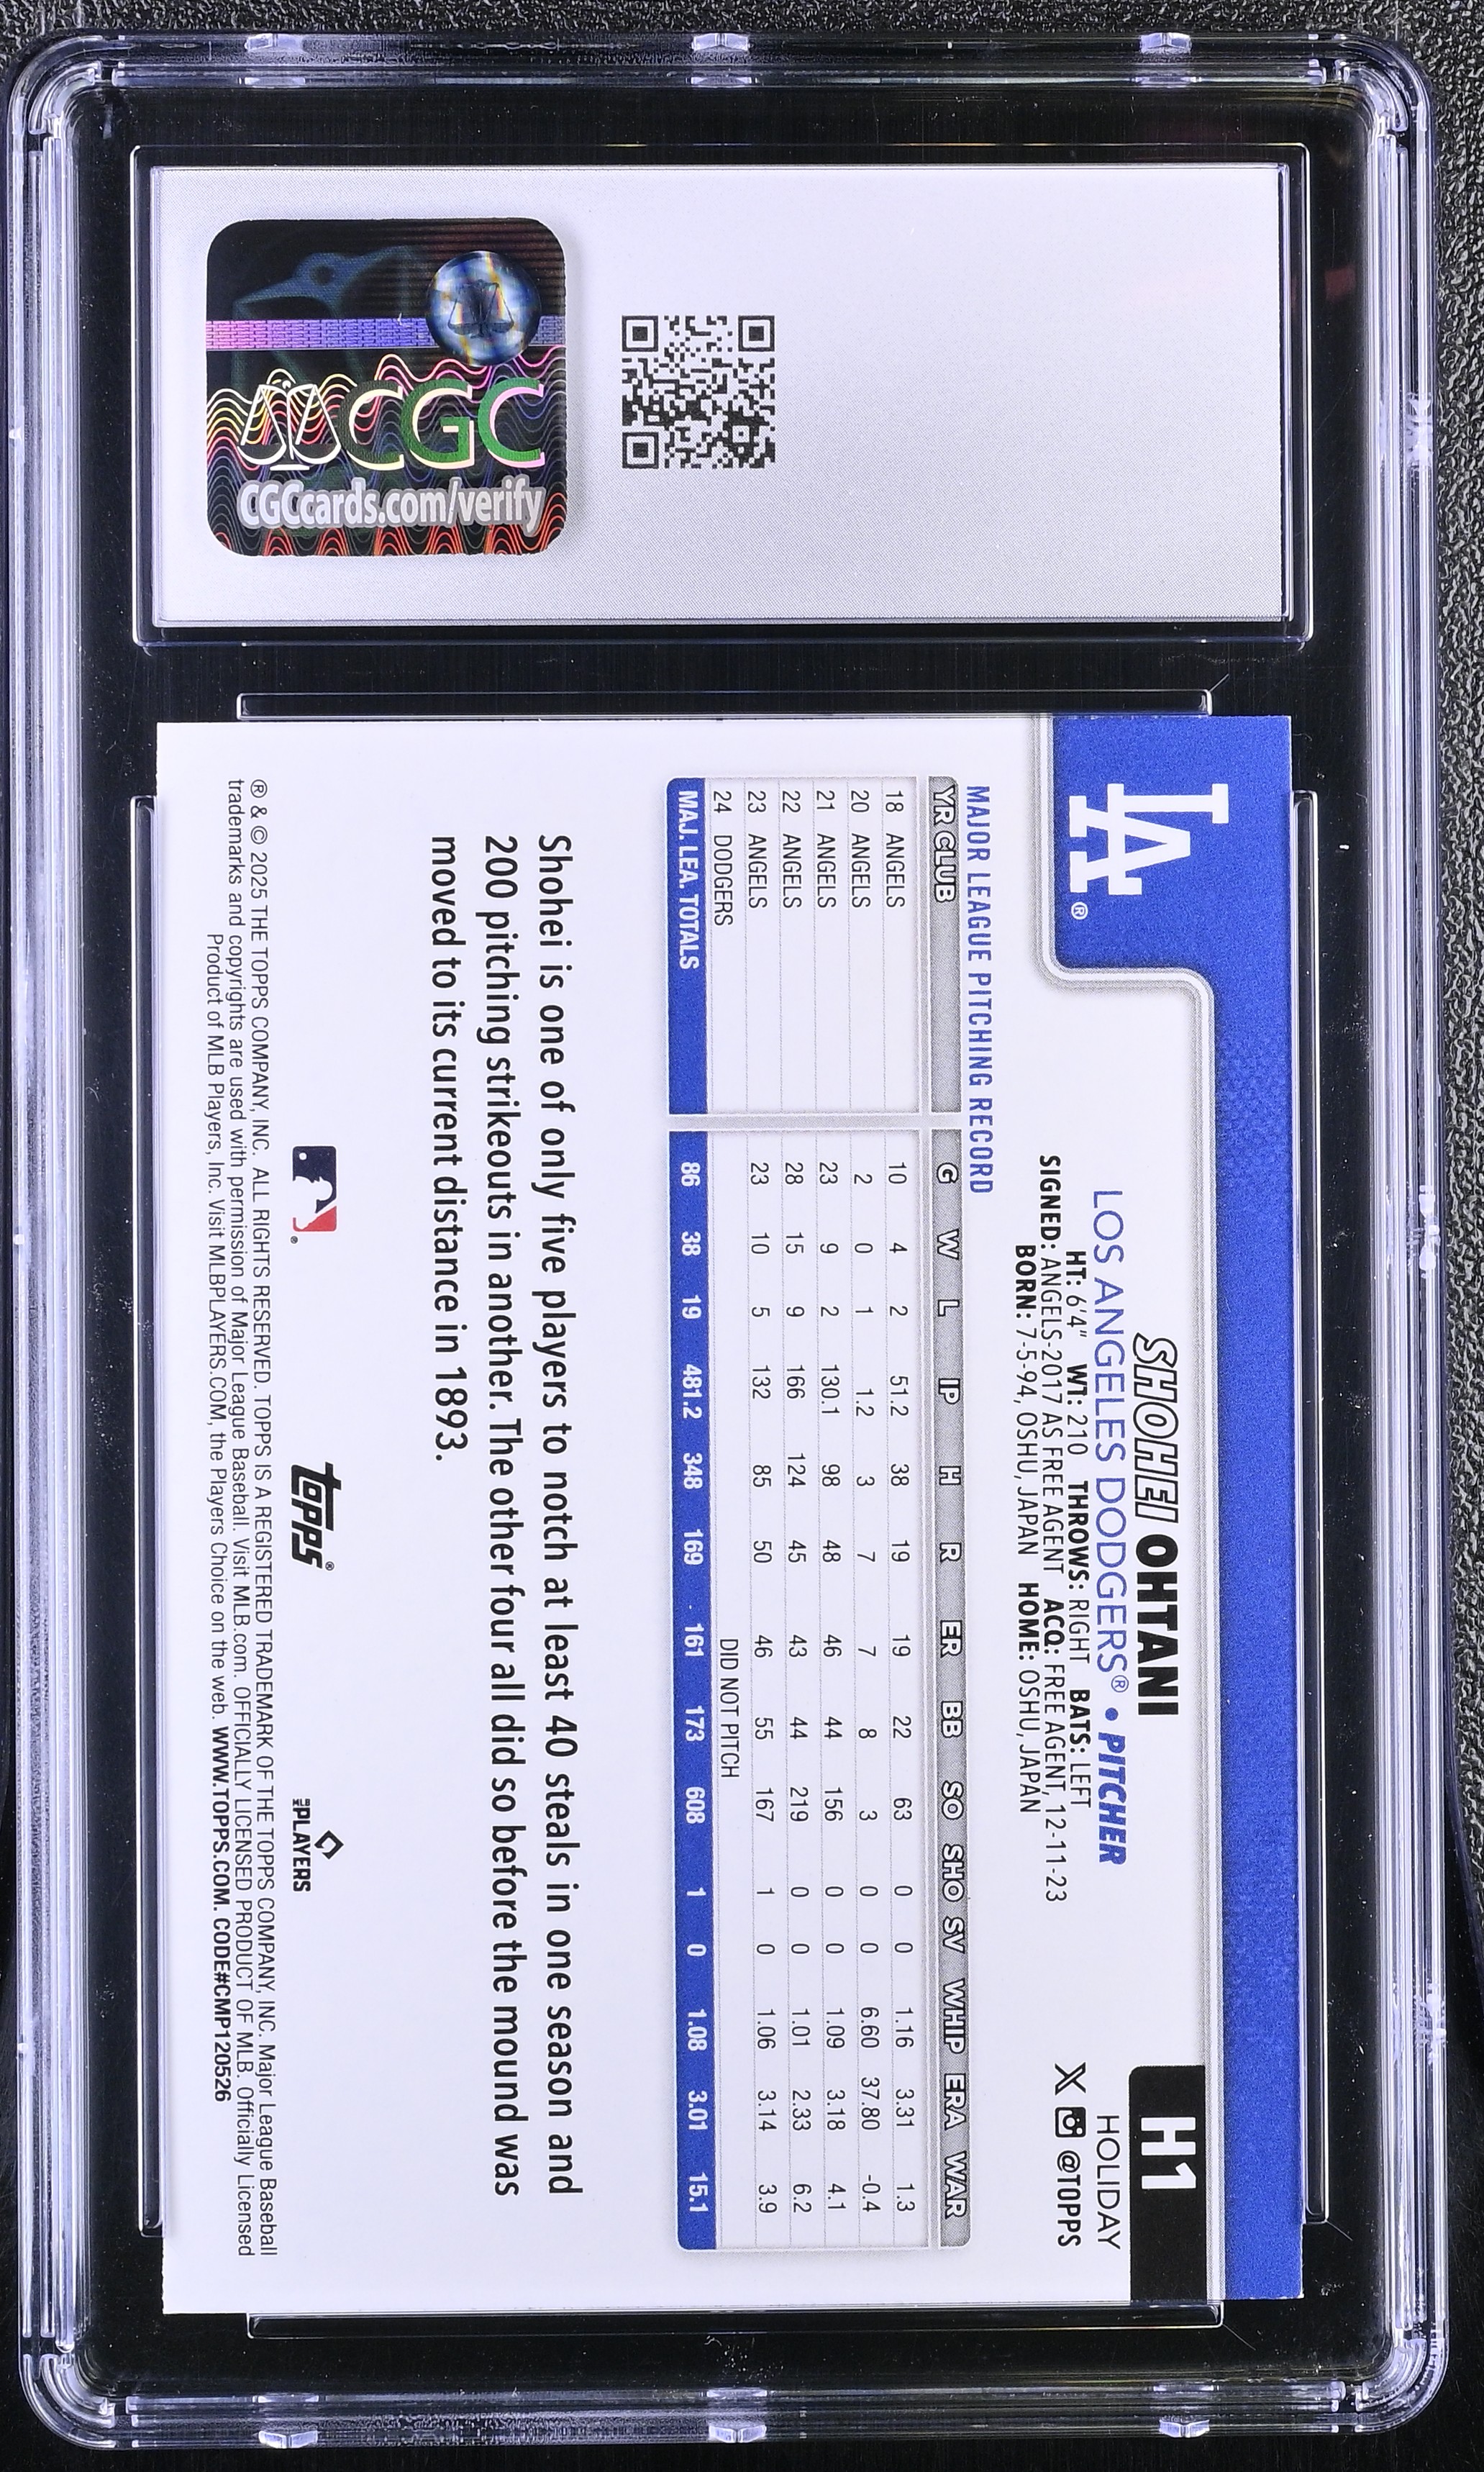 CGC
CGCcards.com/verify
LA®
SHOHEI OHTANI
LOS ANGELES DODGERS® • PITCHER
HT: 6'4" WT: 210 THROWS: RIGHT BATS: LEFT
SIGNED: ANGELS-2017 AS FREE AGENT ACQ: FREE AGENT, 12-11-23
BORN: 7-5-94, OSHU, JAPAN HOME: OSHU, JAPAN
H1
HOLIDAY
X @TOPPS
MAJOR LEAGUE PITCHING RECORD
YR CLUB G W L IP H R ER BB SO SHO SV WHIP ERA WAR
18 ANGELS 10 4 2 51.2 38 19 19 22 63 0 0 1.16 3.31 1.3
20 ANGELS 2 0 1 1.2 3 7 7 8 3 0 0 6.60 37.80 -0.4
21 ANGELS 23 9 2 130.1 98 48 46 44 156 0 0 1.09 3.18 4.1
22 ANGELS 28 15 9 166 124 45 43 44 219 0 0 1.01 2.33 6.2
23 ANGELS 23 10 5 132 85 50 46 55 167 1 0 1.06 3.14 3.9
24 DODGERS DID NOT PITCH
MAJ. LEA. TOTALS 86 38 19 481.2 348 169 161 173 608 1 0 1.08 3.01 15.1
Shohei is one of only five players to notch at least 40 steals in one season and
200 pitching strikeouts in another. The other four all did so before the mound was
moved to its current distance in 1893.
®
topps®
MLB PLAYERS
® & © 2025 THE TOPPS COMPANY, INC. ALL RIGHTS RESERVED. TOPPS IS A REGISTERED TRADEMARK OF THE TOPPS COMPANY, INC. Major League Baseball
trademarks and copyrights are used with permission of Major League Baseball. Visit MLB.com. OFFICIALLY LICENSED PRODUCT OF MLB. Officially Licensed
Product of MLB Players, Inc. Visit MLBPLAYERS.COM, the Players Choice on the web. WWW.TOPPS.COM. CODE#CMP120526